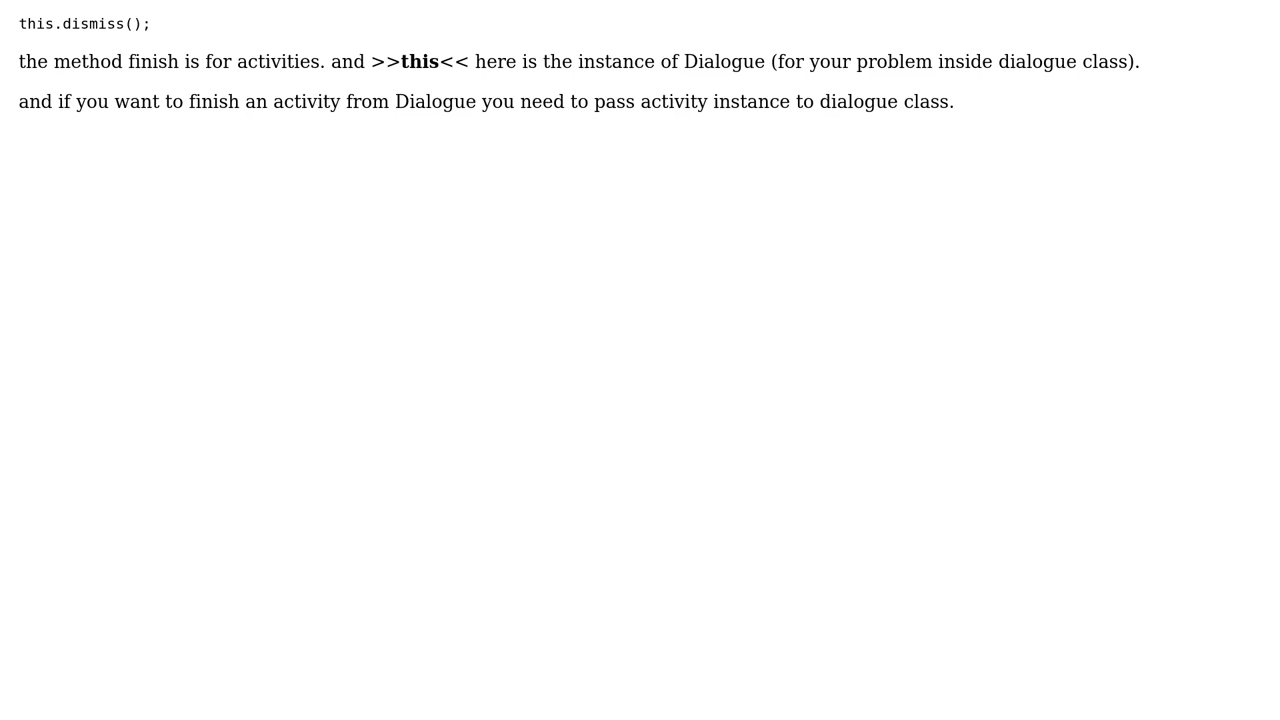 this.dismiss();
the method finish is for activities. and >>this<< here is the instance of Dialogue (for your problem inside dialogue class).
and if you want to finish an activity from Dialogue you need to pass activity instance to dialogue class.